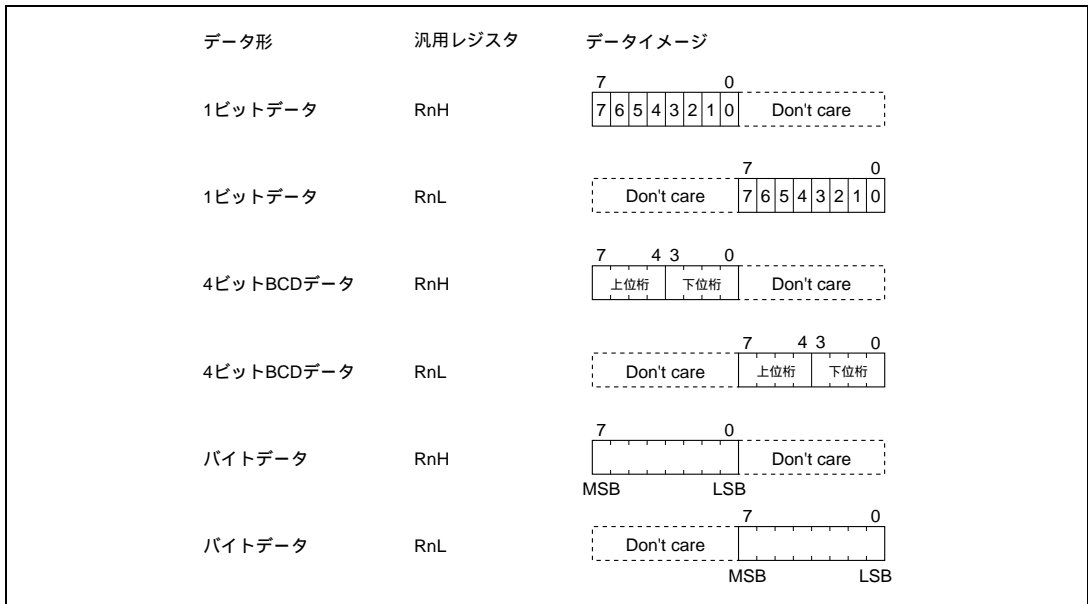 データ形 汎用レジスタ データイメージ
7 0
1ビットデータ RnH 7 6 5 4 3 2 1 0 Don't care
7 0
1ビットデータ RnL Don't care 7 6 5 4 3 2 1 0
7 4 3 0
4ビットBCDデータ RnH 上位桁 下位桁 Don't care
7 4 3 0
4ビットBCDデータ RnL Don't care 上位桁 下位桁
7 0
バイトデータ RnH Don't care
MSB LSB
7 0
バイトデータ RnL Don't care
MSB LSB